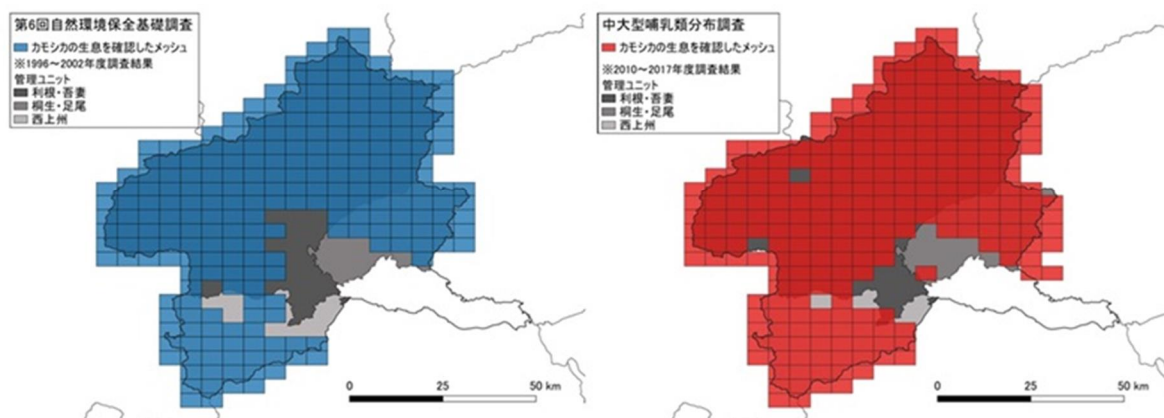 第6回自然環境保全基礎調査
カモシカの生息を確認したメッシュ
※1996～2002年度調査結果
管理ユニット
利根・吾妻
桐生・足尾
西上州
0 25 50 km
中大型哺乳類分布調査
カモシカの生息を確認したメッシュ
※2010～2017年度調査結果
管理ユニット
利根・吾妻
桐生・足尾
西上州
0 25 50 km